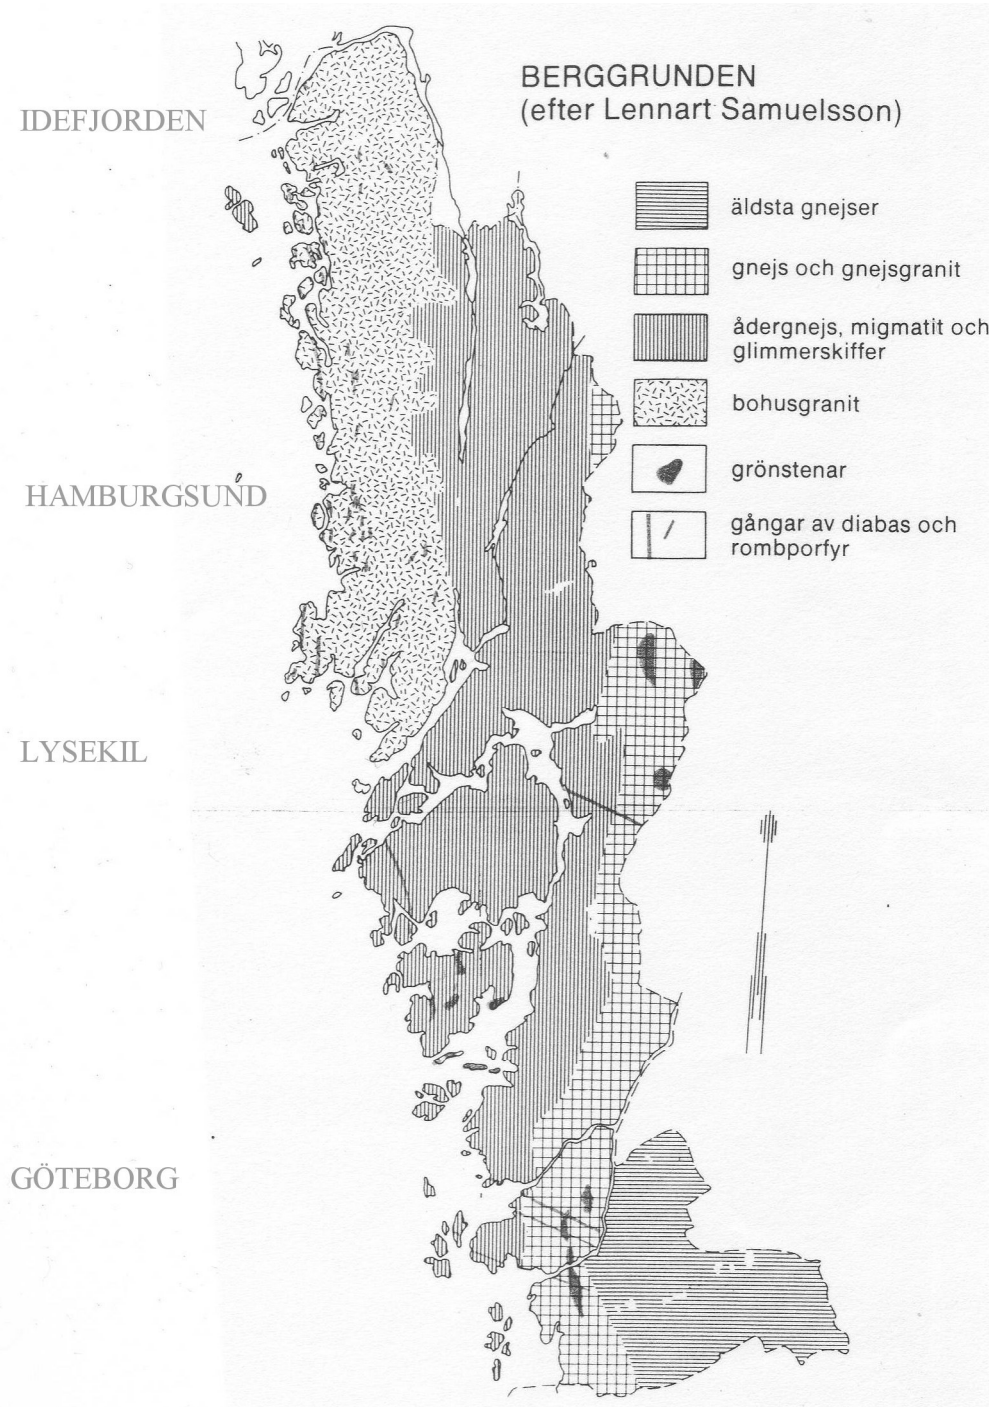 BERGGRUNDEN
(efter Lennart Samuelsson)
IDEFJORDEN
äldsta gnejser
gnejs och gnejsgranit
ådergnejs, migmatit och
glimmerskiffer
bohusgranit
grönstenar
HAMBURGSUND
gångar av diabas och
rombporfyr
LYSEKIL
GÖTEBORG